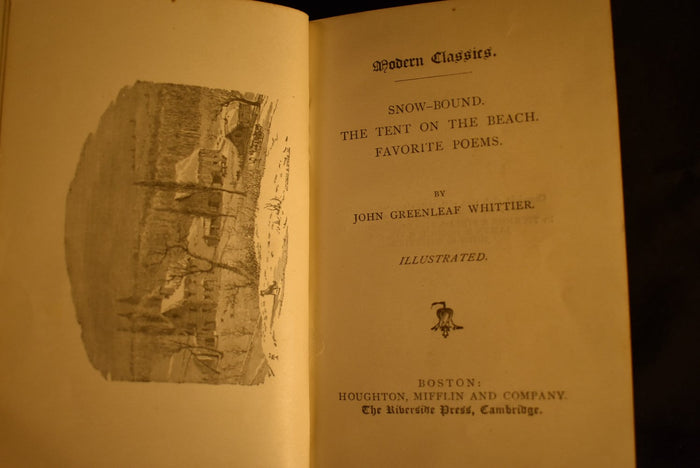 Modern Classics.
SNOW-BOUND.
THE TENT ON THE BEACH.
FAVORITE POEMS.
BY
JOHN GREENLEAF WHITTIER.
ILLUSTRATED.
BOSTON:
HOUGHTON, MIFFLIN AND COMPANY.
The Riverside Press, Cambridge.